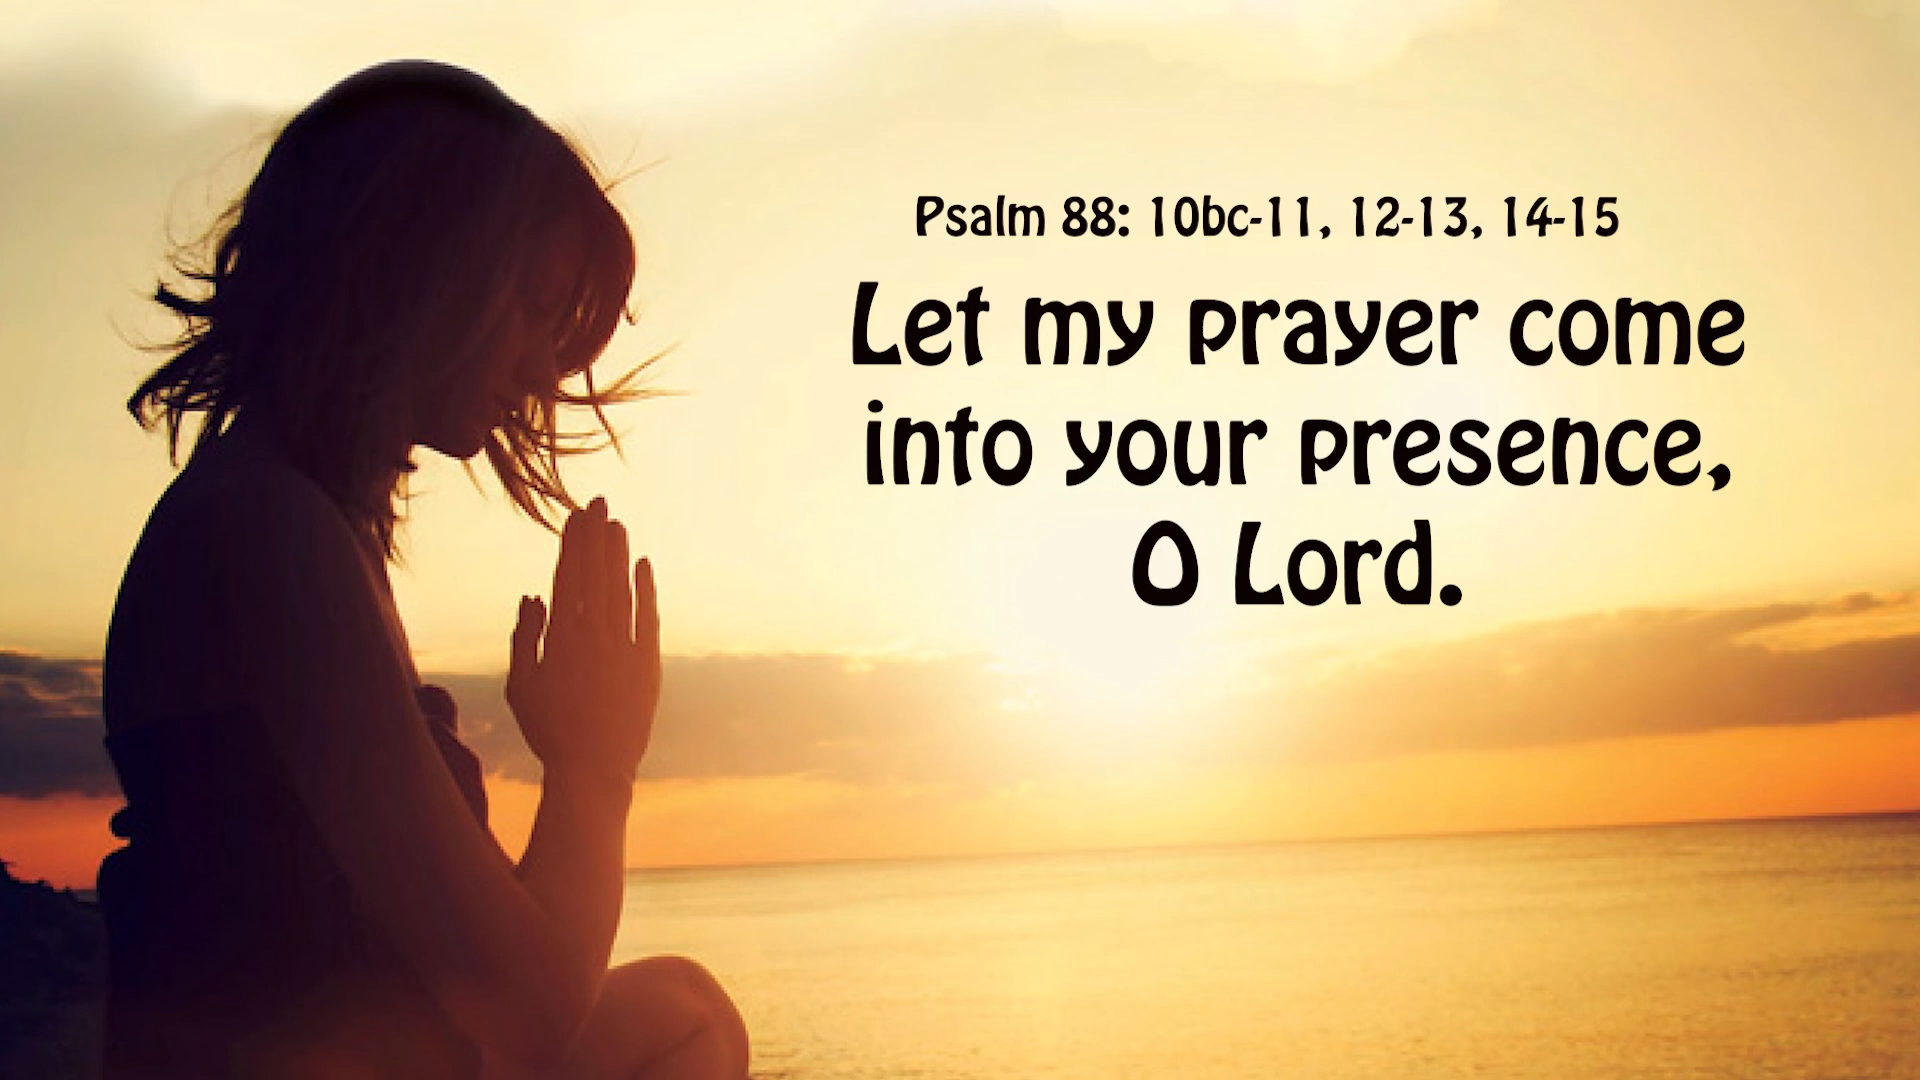 Psalm 88: 10bc-11, 12-13, 14-15
Let my prayer come
into your presence,
O Lord.